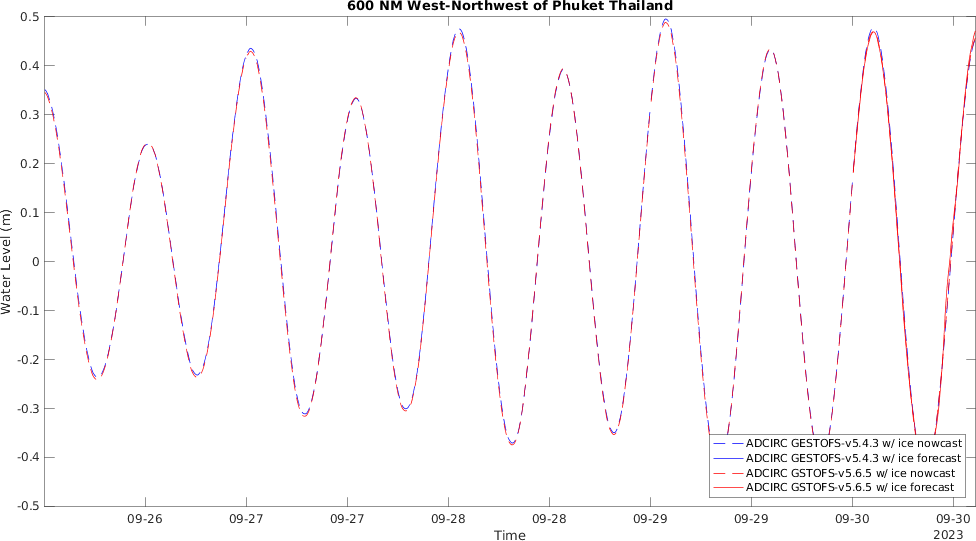 600 NM West-Northwest of Phuket Thailand
0.5
0.4
0.3
0.2
0.1
0
-0.1
-0.2
-0.3
-0.4
-0.5
Water Level (m)
ADCIRC GESTOFS-v5.4.3 w/ ice nowcast
ADCIRC GESTOFS-v5.4.3 w/ ice forecast
ADCIRC GSTOFS-v5.6.5 w/ ice nowcast
ADCIRC GSTOFS-v5.6.5 w/ ice forecast
09-26 09-27 09-27 09-28 09-28 09-29 09-29 09-30 09-30
2023
Time